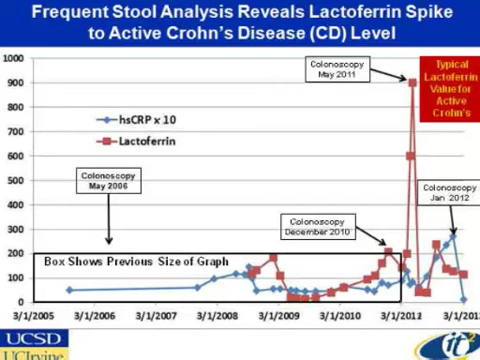 Frequent Stool Analysis Reveals Lactoferrin Spike
to Active Crohn's Disease (CD) Level
1000
900
800
700
600
500
400
300
200
100
0
Colonoscopy
May 2011
Typical
Lactoferrin
Value for
Active
Crohn's
hsCRP x 10
Lactoferrin
Colonoscopy
May 2006
Colonoscopy
Jan 2012
Colonoscopy
December 2010
Box Shows Previous Size of Graph
3/1/2005 3/1/2006 3/1/2007 3/1/2008 3/1/2009 3/1/2010 3/1/2011 3/1/2012
UCSD
UCIrvine
it2